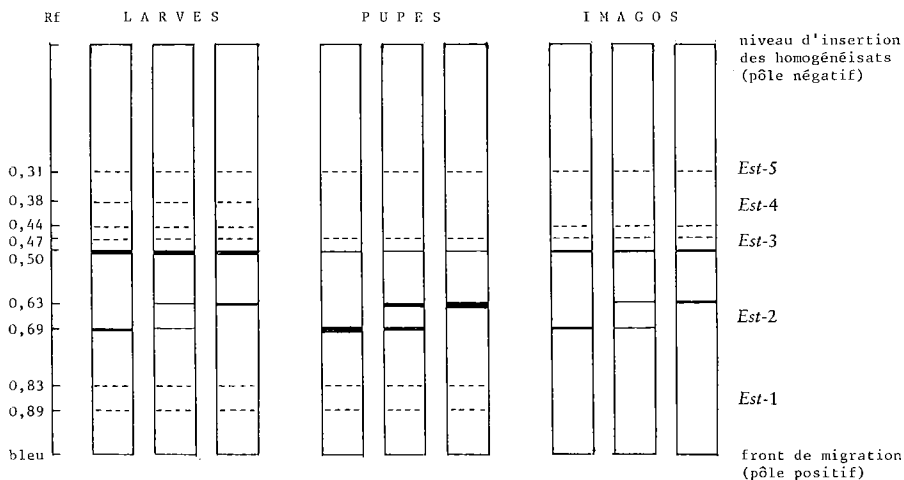 Rf L A R V E S P U P E S I M A G O S
niveau d'insertion
des homogénéisats
(pôle négatif)
0,31 Est-5
0,38 Est-4
0,44
0,47 Est-3
0,50
0,63
0,69 Est-2
0,83
0,89 Est-1
bleu front de migration
(pôle positif)